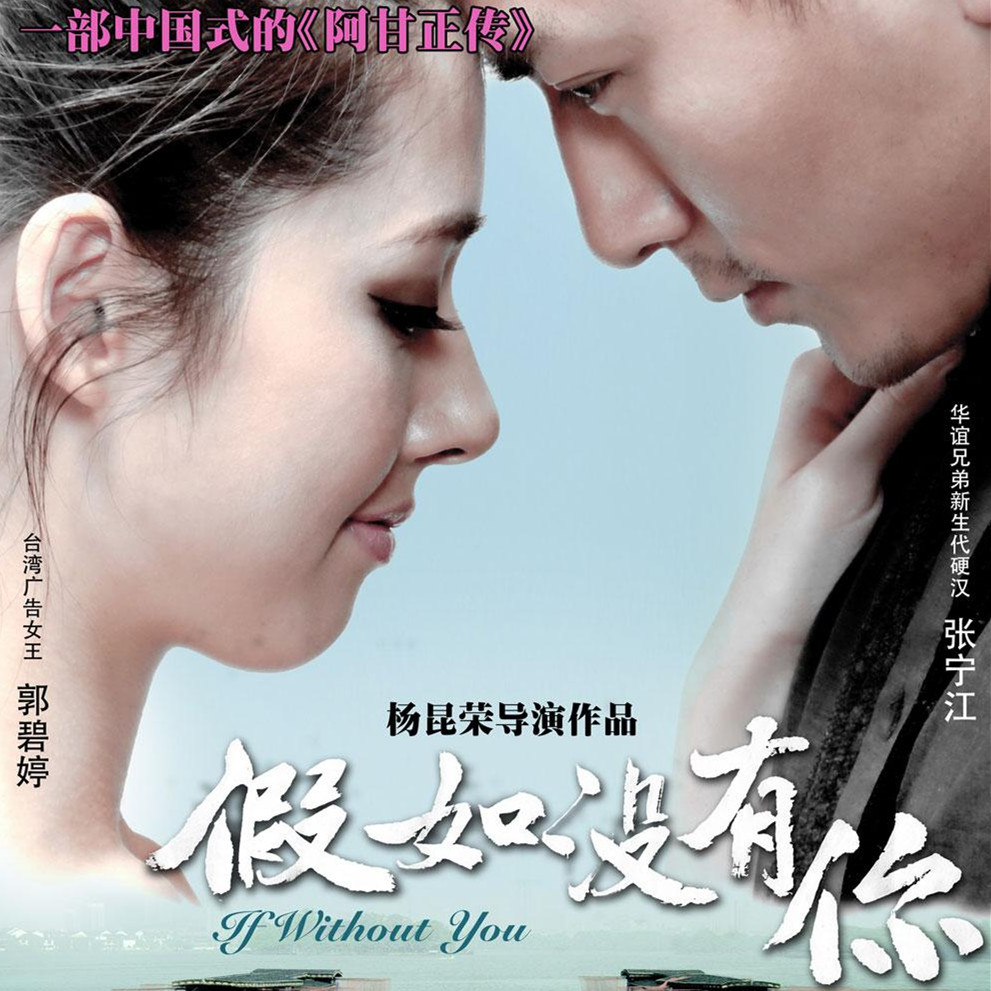 一部中国式的《阿甘正传》
华谊兄弟新生代硬汉 张宁江
台湾广告女王 郭碧婷
杨昆荣导演作品
假如没有你
If Without You